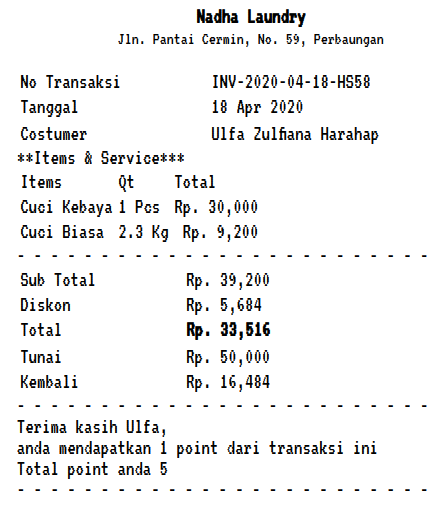 Nadha Laundry
Jln. Pantai Cermin, No. 59, Perbaungan
No Transaksi INV-2020-04-18-HS58
Tanggal 18 Apr 2020
Costumer Ulfa Zulfiana Harahap
**Items & Service***
Items Qt Total
Cuci Kebaya 1 Pcs Rp. 30,000
Cuci Biasa 2.3 Kg Rp. 9,200
- - - - - - - - - - - - - - - - - - - - - - - - -
Sub Total Rp. 39,200
Diskon Rp. 5,684
Total Rp. 33,516
Tunai Rp. 50,000
Kembali Rp. 16,484
- - - - - - - - - - - - - - - - - - - - - - - - -
Terima kasih Ulfa,
anda mendapatkan 1 point dari transaksi ini
Total point anda 5
- - - - - - - - - - - - - - - - - - - - - - - - -